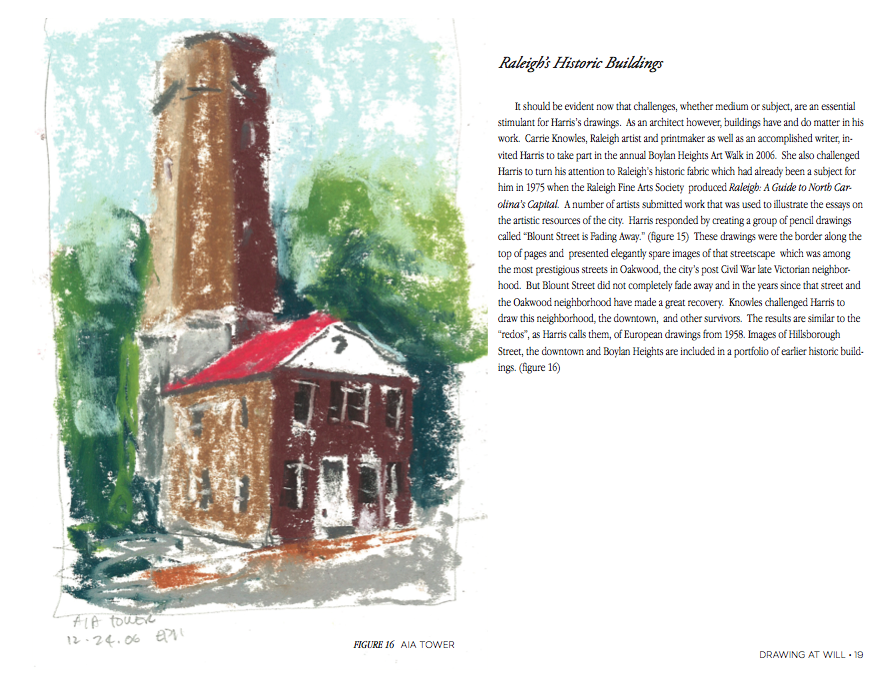 Raleigh's Historic Buildings
It should be evident now that challenges, whether medium or subject, are an essential
stimulant for Harris's drawings.  As an architect however, buildings have and do matter in his
work.  Carrie Knowles, Raleigh artist and printmaker as well as an accomplished writer, in-
vited Harris to take part in the annual Boylan Heights Art Walk in 2006.  She also challenged
Harris to turn his attention to Raleigh's historic fabric which had already been a subject for
him in 1975 when the Raleigh Fine Arts Society  produced Raleigh: A Guide to North Car-
olina's Capital.  A number of artists submitted work that was used to illustrate the essays on
the artistic resources of the city.  Harris responded by creating a group of pencil drawings
called “Blount Street is Fading Away.” (figure 15)  These drawings were the border along the
top of pages and  presented elegantly spare images of that streetscape  which was among
the most prestigious streets in Oakwood, the city's post Civil War late Victorian neighbor-
hood.  But Blount Street did not completely fade away and in the years since that street and
the Oakwood neighborhood have made a great recovery.  Knowles challenged Harris to
draw this neighborhood, the downtown,  and other survivors.  The results are similar to the
“redos”, as Harris calls them, of European drawings from 1958. Images of Hillsborough
Street, the downtown and Boylan Heights are included in a portfolio of earlier historic build-
ings. (figure 16)
AIA TOWER
12·24.06
FIGURE 16  AIA TOWER
DRAWING AT WILL • 19